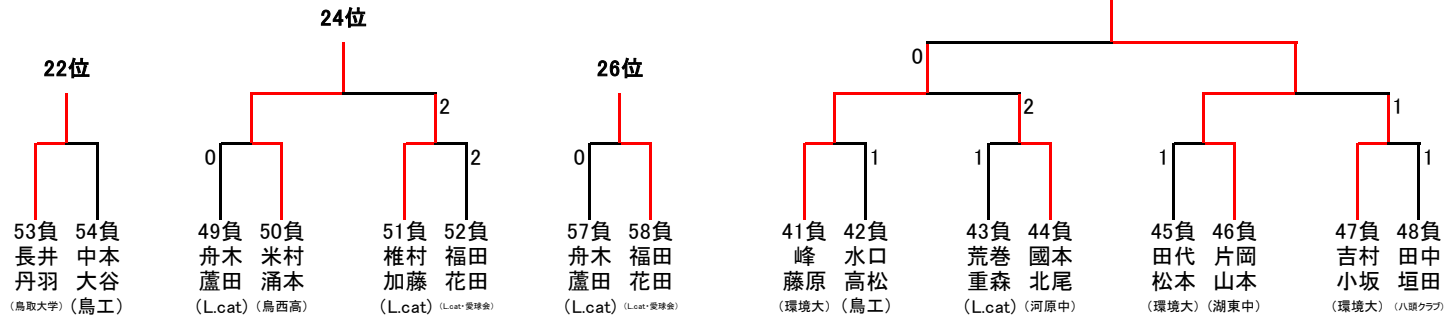 24位
22位
26位
0
2
2
1
0
2
0
2
0
1
1
1
1
53負 54負 49負 50負 51負 52負 57負 58負 41負 42負 43負 44負 45負 46負 47負 48負
長井 中本 舟木 米村 椎村 福田 舟木 福田 峰 水口 荒巻 國本 田代 片岡 吉村 田中
丹羽 大谷 蘆田 涌本 加藤 花田 蘆田 花田 藤原 高松 重森 北尾 松本 山本 小坂 垣田
(鳥取大学) (鳥工) (L.cat) (鳥西高) (L.cat) (L.cat・愛球会) (L.cat) (L.cat・愛球会) (環境大) (鳥工) (L.cat) (河原中) (環境大) (湖東中) (環境大) (八頭クラブ)